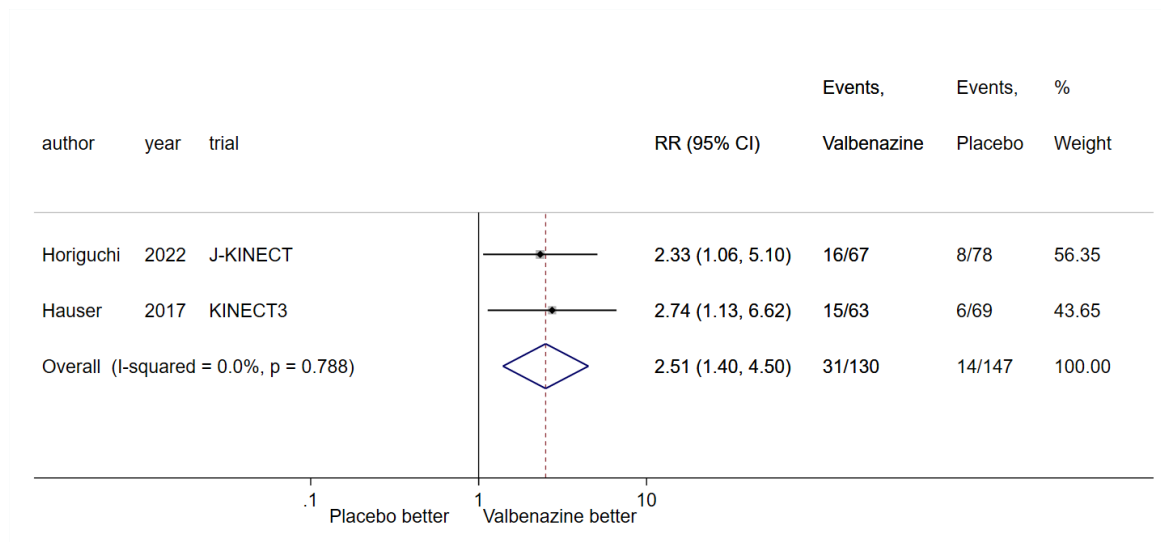 Events, Events, %
author year trial RR (95% CI) Valbenazine Placebo Weight
Horiguchi 2022 J-KINECT 2.33 (1.06, 5.10) 16/67 8/78 56.35
Hauser 2017 KINECT3 2.74 (1.13, 6.62) 15/63 6/69 43.65
Overall (I-squared = 0.0%, p = 0.788) 2.51 (1.40, 4.50) 31/130 14/147 100.00
.1 1 10
Placebo better Valbenazine better